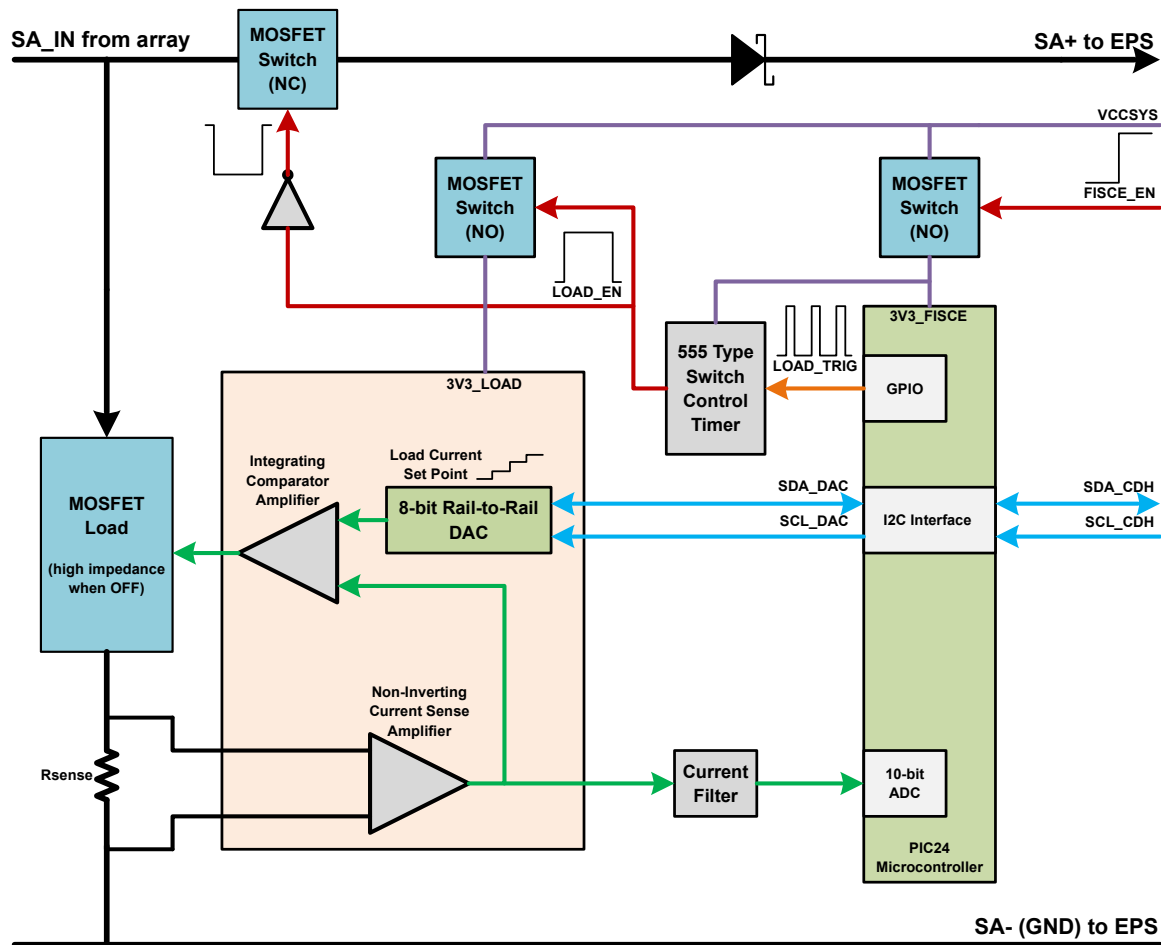 SA_IN from array
MOSFET
Switch
(NC)
SA+ to EPS
VCCSYS
MOSFET
Switch
(NO)
MOSFET
Switch
(NO)
FISCE_EN
LOAD_EN
3V3_FISCE
555 Type
Switch
Control
Timer
LOAD_TRIG
GPIO
3V3_LOAD
MOSFET
Load
(high impedance
when OFF)
Integrating
Comparator
Amplifier
Load Current
Set Point
8-bit Rail-to-Rail
DAC
SDA_DAC
SCL_DAC
I2C Interface
SDA_CDH
SCL_CDH
Non-Inverting
Current Sense
Amplifier
Rsense
Current
Filter
10-bit
ADC
PIC24
Microcontroller
SA- (GND) to EPS